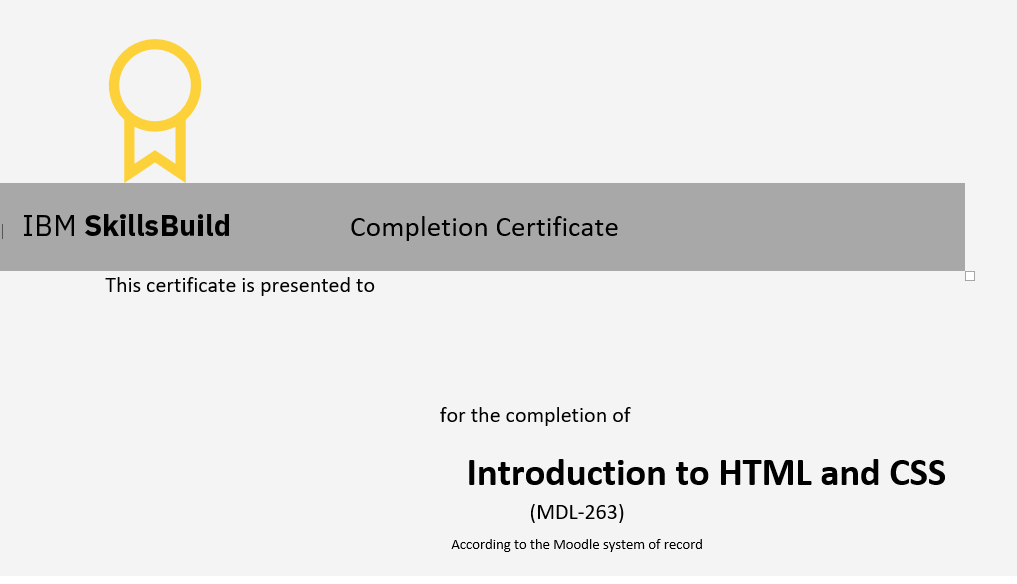 IBM SkillsBuild Completion Certificate
This certificate is presented to
for the completion of
Introduction to HTML and CSS
(MDL-263)
According to the Moodle system of record